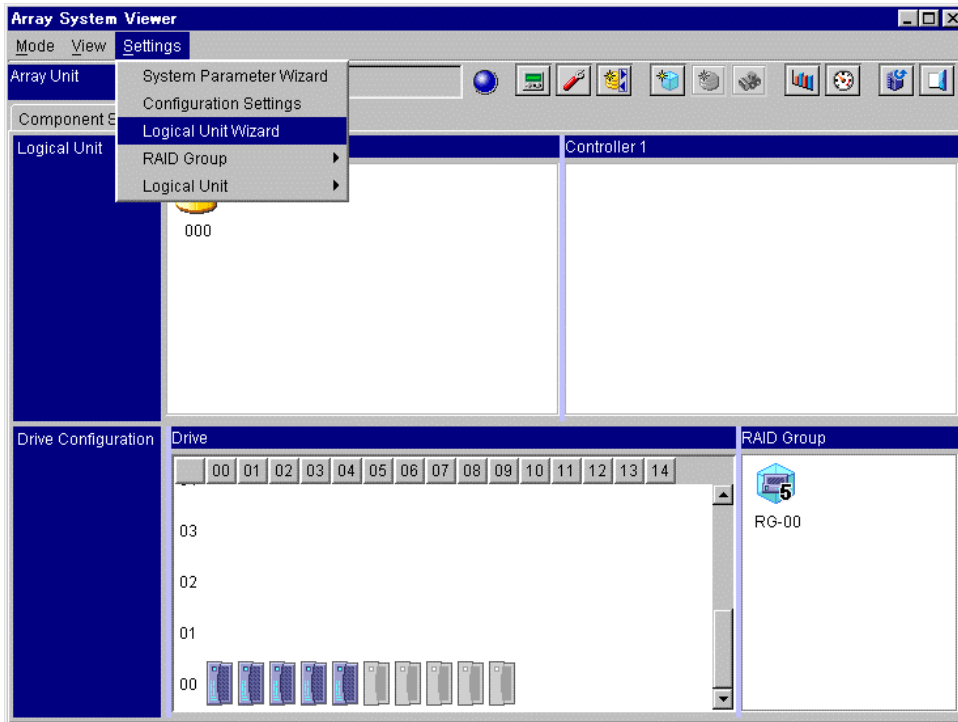 Array System Viewer
Mode View Settings
Array Unit
System Parameter Wizard
Configuration Settings
Logical Unit Wizard
RAID Group
Logical Unit
Component S
Logical Unit
Controller 1
000
Drive Configuration
Drive
00 01 02 03 04 05 06 07 08 09 10 11 12 13 14
03
02
01
00
RAID Group
5
RG-00